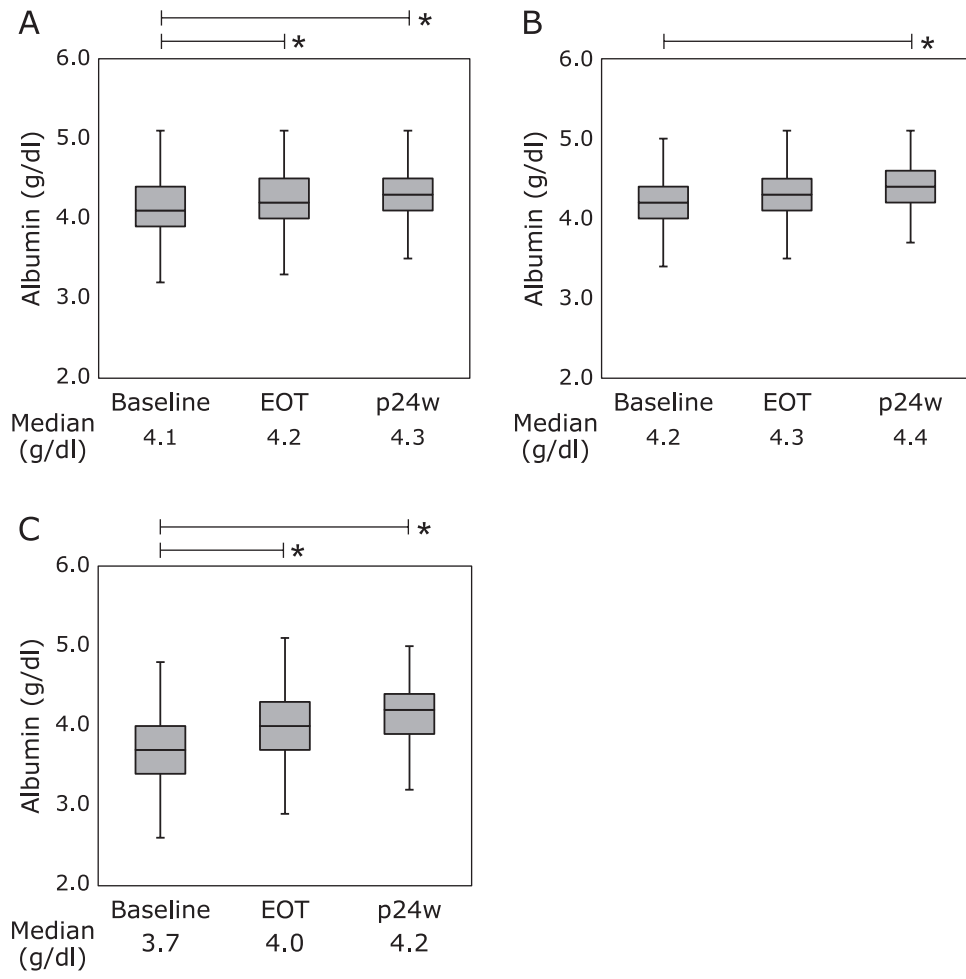 A
* *
6.0
5.0
4.0
3.0
2.0
Albumin (g/dl)
Baseline EOT p24w
Median (g/dl) 4.1 4.2 4.3
B
*
6.0
5.0
4.0
3.0
2.0
Albumin (g/dl)
Baseline EOT p24w
Median (g/dl) 4.2 4.3 4.4
C
* *
6.0
5.0
4.0
3.0
2.0
Albumin (g/dl)
Baseline EOT p24w
Median (g/dl) 3.7 4.0 4.2